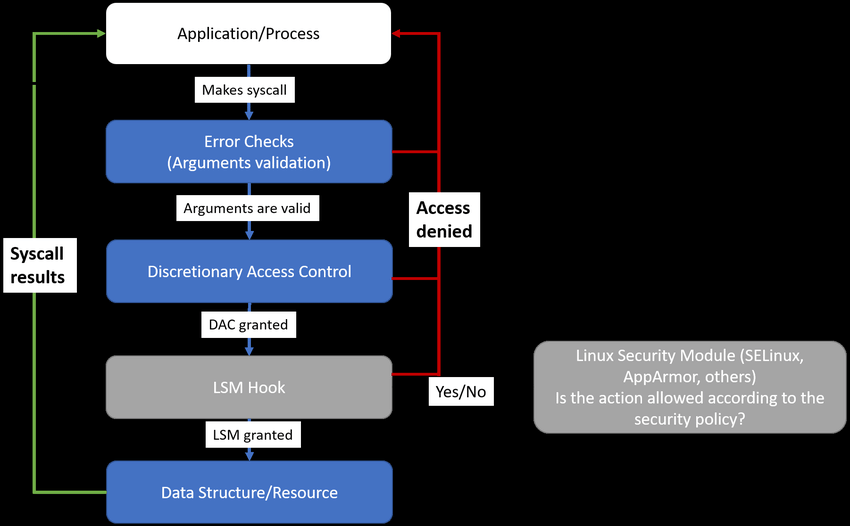 Application/Process
Makes syscall
Error Checks
(Arguments validation)
Arguments are valid
Access
denied
Syscall
results
Discretionary Access Control
DAC granted
LSM Hook
Yes/No
Linux Security Module (SELinux,
AppArmor, others)
Is the action allowed according to the
security policy?
LSM granted
Data Structure/Resource